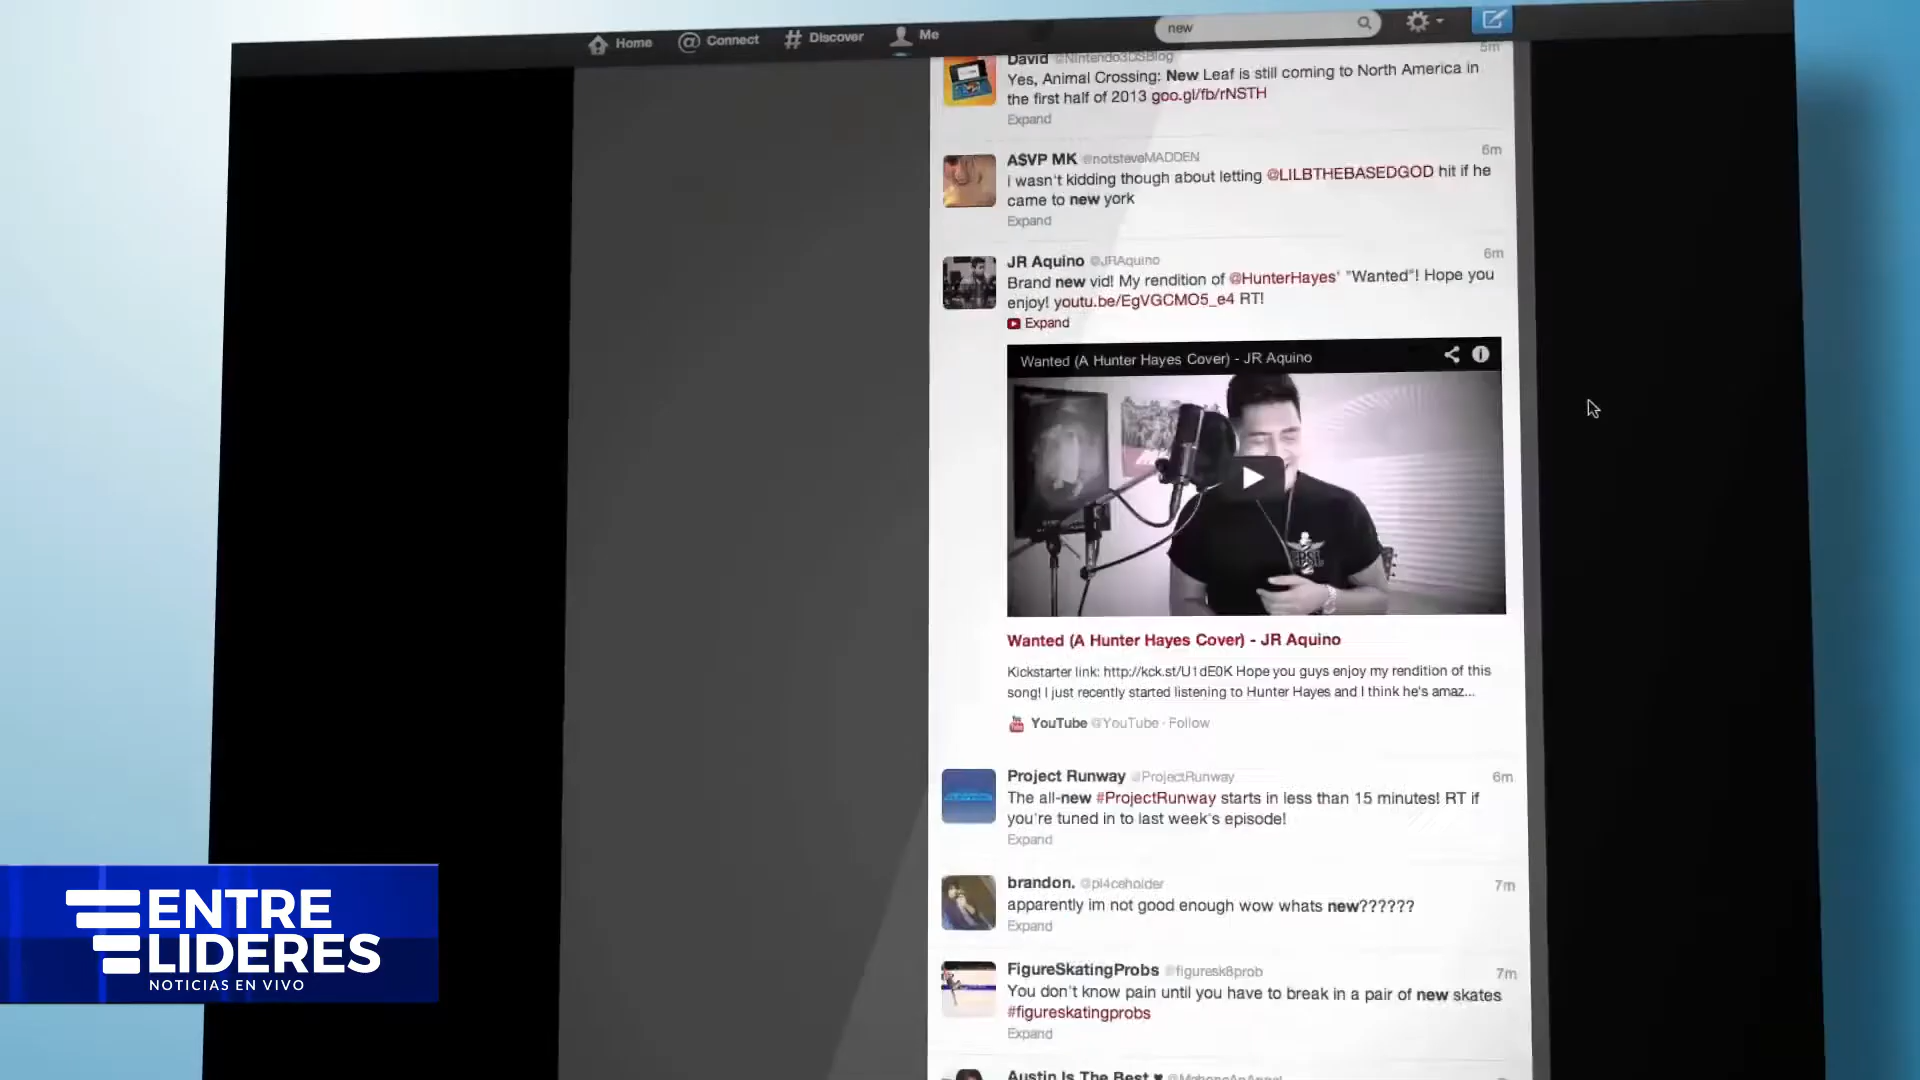 Home
Connect
Discover
Me
new
David @Nintendo3DSBlog
5m
Yes, Animal Crossing: New Leaf is still coming to North America in
the first half of 2013 goo.gl/fb/rNSTH
Expand
A$VP MK @notsteveMADDEN
6m
i wasn't kidding though about letting @LILBTHEBASEDGOD hit if he
came to new york
Expand
JR Aquino @JRAquino
6m
Brand new vid! My rendition of @HunterHayes' "Wanted"! Hope you
enjoy! youtu.be/EgVGCMO5_e4 RT!
Expand
Wanted (A Hunter Hayes Cover) - JR Aquino
Wanted (A Hunter Hayes Cover) - JR Aquino
Kickstarter link: http://kck.st/U1dE0K Hope you guys enjoy my rendition of this
song! I just recently started listening to Hunter Hayes and I think he's amaz...
YouTube @YouTube · Follow
Project Runway @ProjectRunway
6m
The all-new #ProjectRunway starts in less than 15 minutes! RT if
you're tuned in to last week's episode!
Expand
brandon. @pl4ceholder
7m
apparently im not good enough wow whats new??????
Expand
FigureSkatingProbs @figuresk8prob
7m
You don't know pain until you have to break in a pair of new skates
#figureskatingprobs
Expand
Austin Is The Best ♥
ENTRE
LIDERES
NOTICIAS EN VIVO